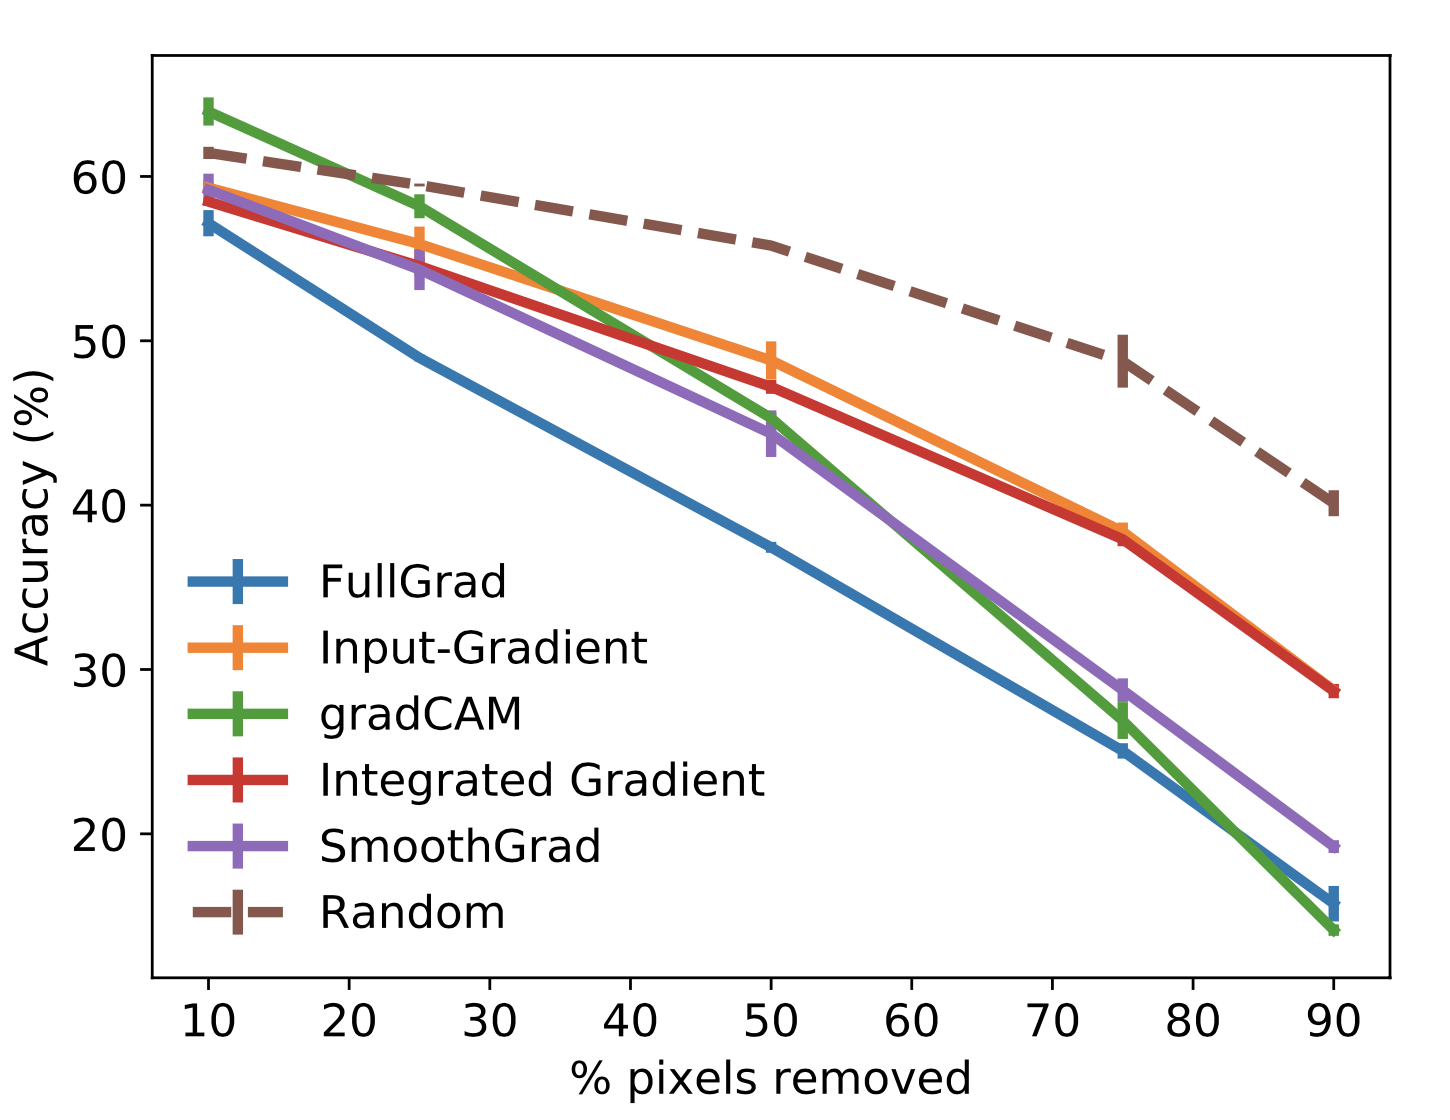 60
50
40
30
20
Accuracy (%)
FullGrad
Input-Gradient
gradCAM
Integrated Gradient
SmoothGrad
Random
10 20 30 40 50 60 70 80 90
% pixels removed